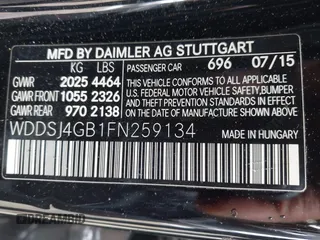 MFD BY DAIMLER AG STUTTGART
KG LBS
GVWR 2025 4464
GAWR FRONT 1055 2326
GAWR REAR 970 2138
PASSENGER CAR 696 07/15
THIS VEHICLE CONFORMS TO ALL APPLICABLE
U.S. FEDERAL MOTOR VEHICLE SAFETY, BUMPER
AND THEFT PREVENTION STANDARDS IN EFFECT
ON THE DATE OF MANUFACTURE SHOWN ABOVE.
WDDSJ4GB1FN259134
MADE IN HUNGARY
DREAMBID